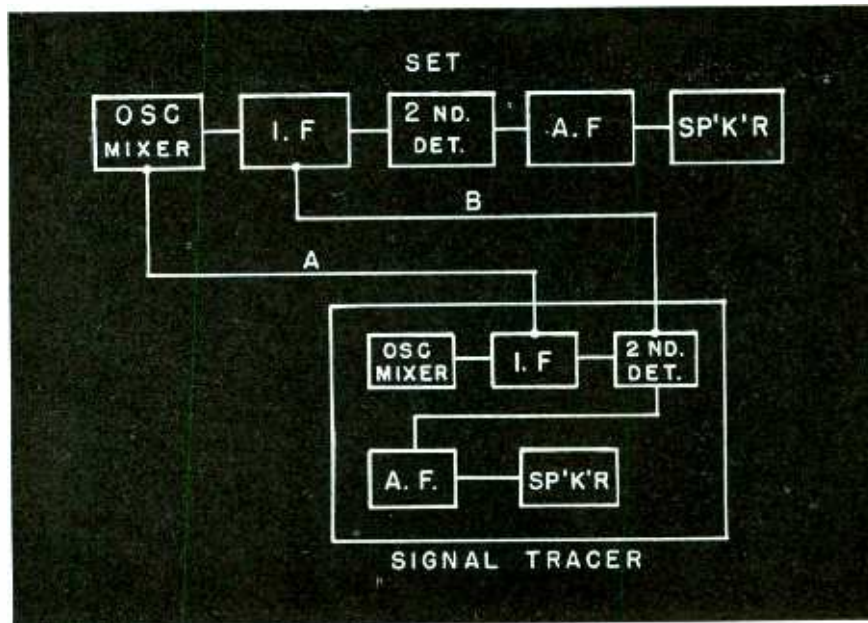 SET
OSC MIXER
I. F
2 ND. DET.
A. F
SP'K'R
B
A
OSC MIXER
I. F
2 ND. DET.
A. F.
SP'K'R
SIGNAL TRACER